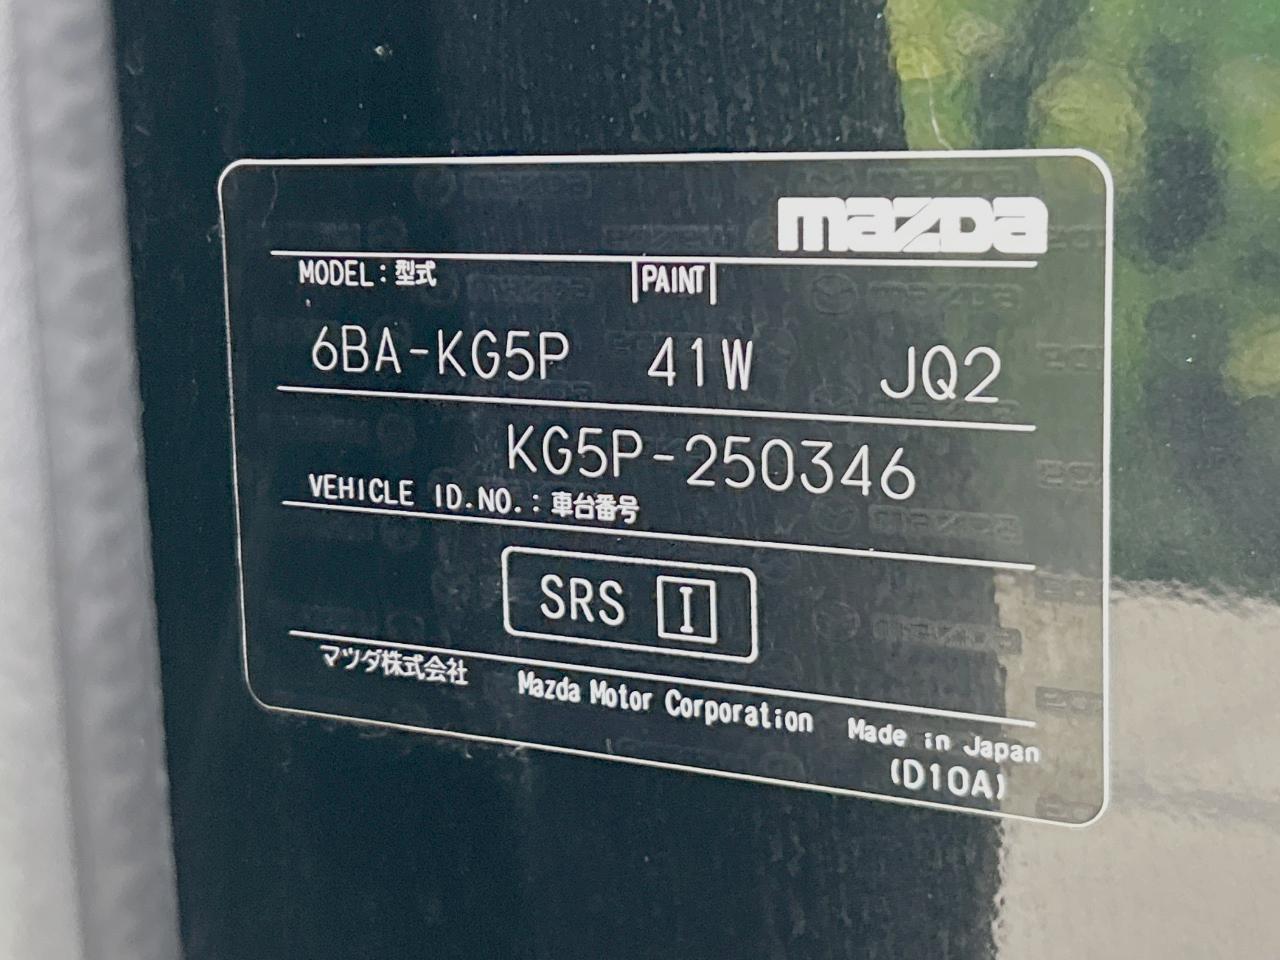 mazda
MODEL：型式 PAINT
6BA-KG5P 41W JQ2
KG5P-250346
VEHICLE ID.NO.：車台番号
SRS I
マツダ株式会社 Mazda Motor Corporation Made in Japan
(D10A)